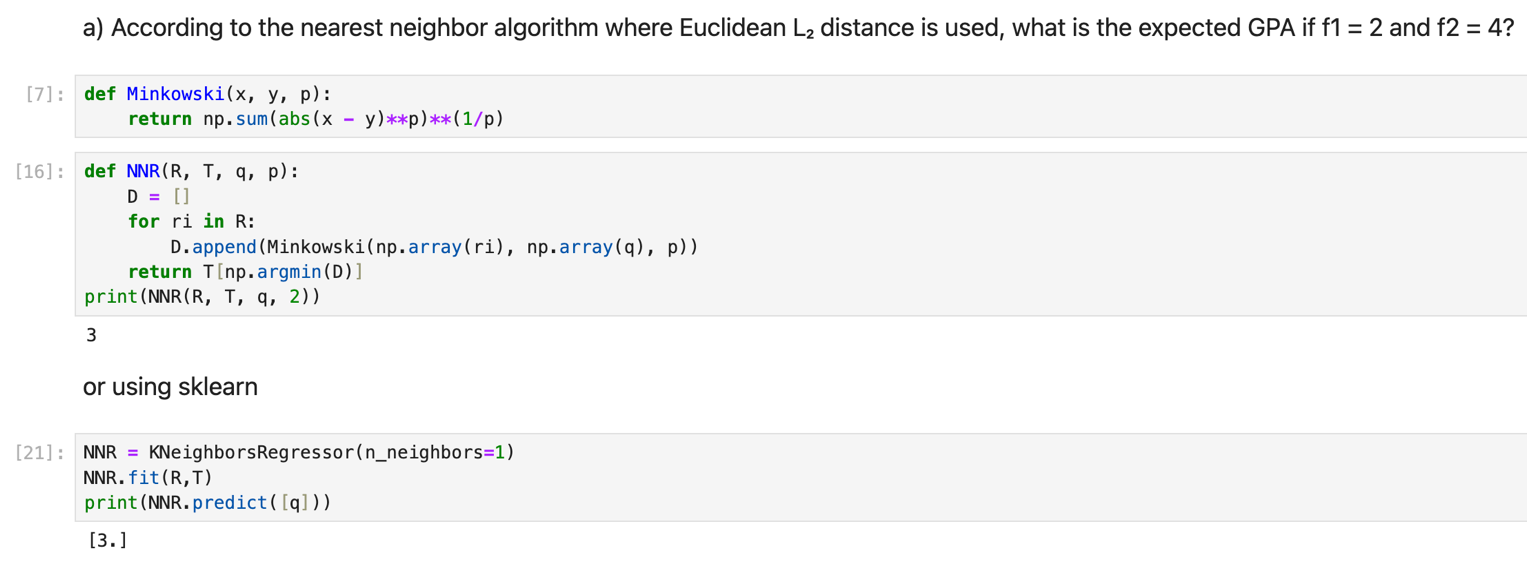 a) According to the nearest neighbor algorithm where Euclidean L₂ distance is used, what is the expected GPA if f1 = 2 and f2 = 4?
[7]:
def Minkowski(x, y, p):
    return np.sum(abs(x - y)**p)**(1/p)
[16]:
def NNR(R, T, q, p):
    D = []
    for ri in R:
        D.append(Minkowski(np.array(ri), np.array(q), p))
    return T[np.argmin(D)]
print(NNR(R, T, q, 2))
3
or using sklearn
[21]:
NNR = KNeighborsRegressor(n_neighbors=1)
NNR.fit(R,T)
print(NNR.predict([q]))
[3.]